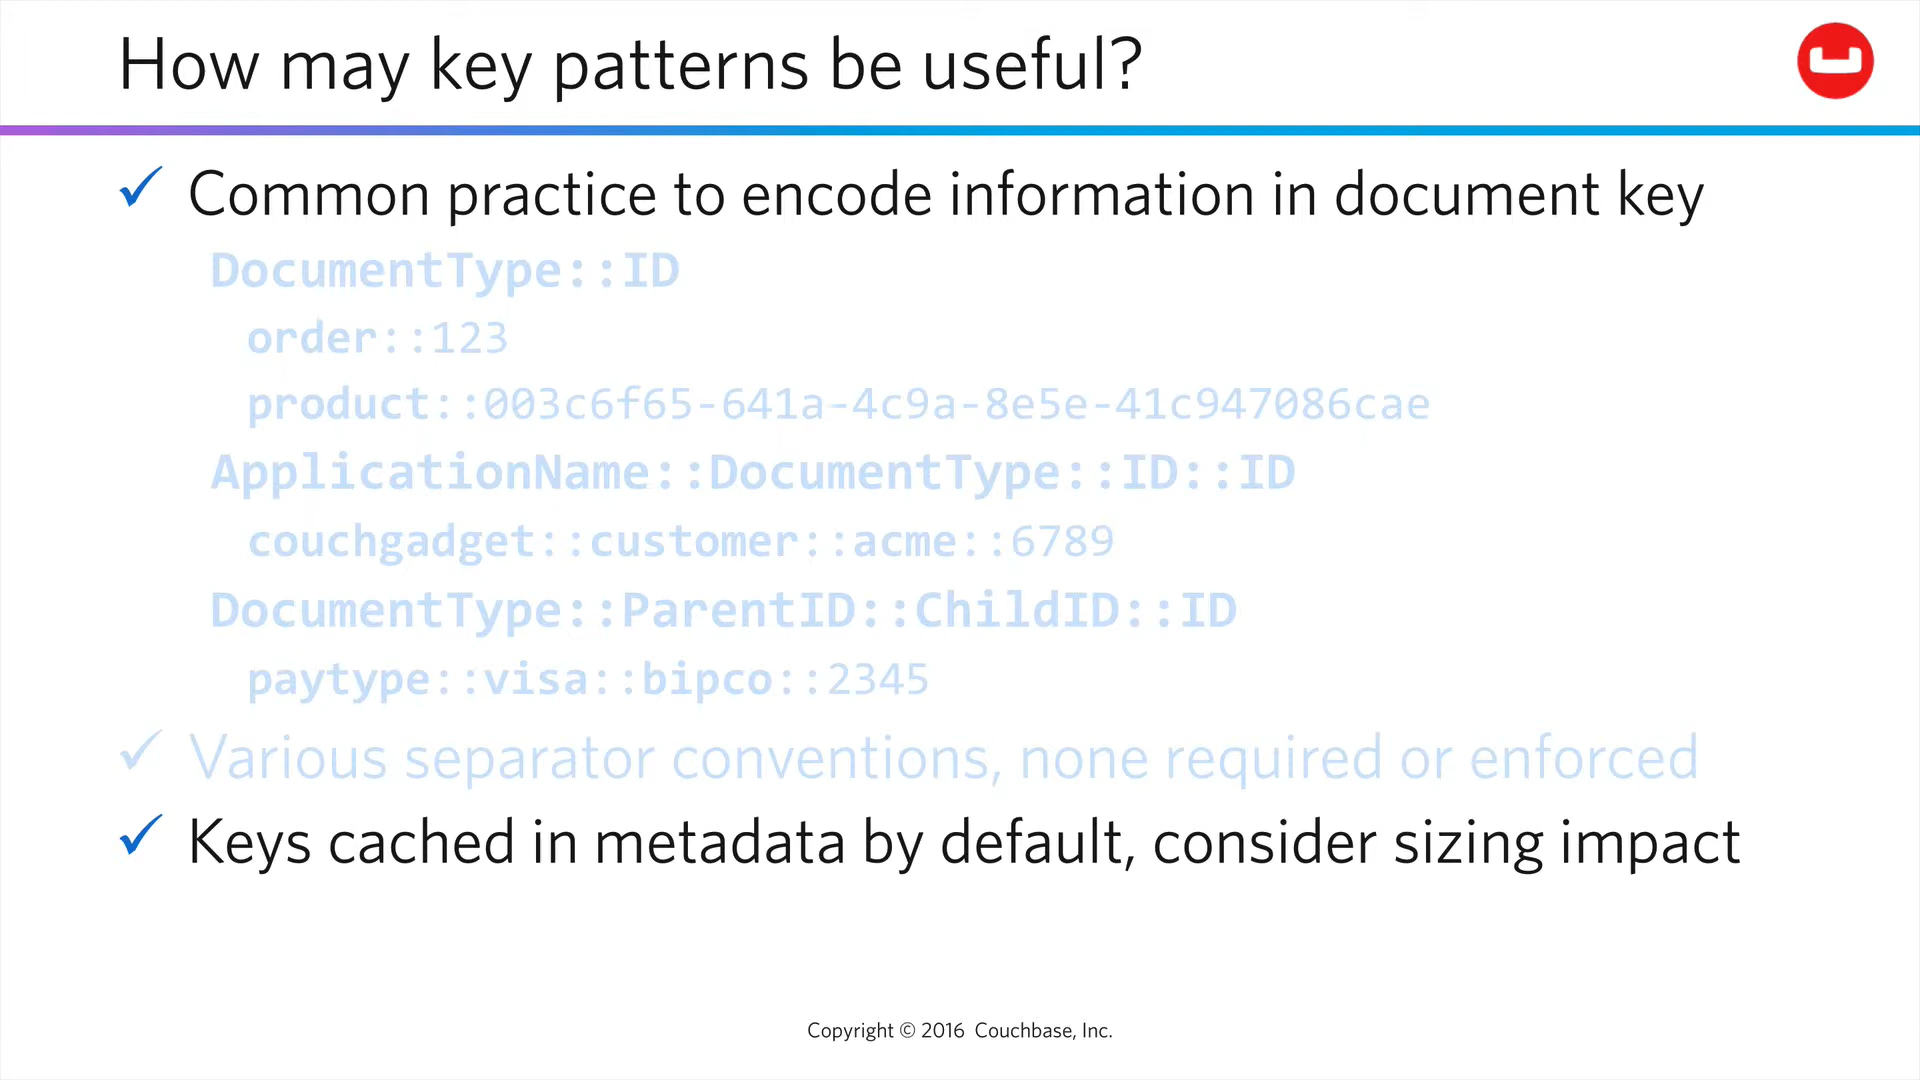 How may key patterns be useful?
✓ Common practice to encode information in document key
DocumentType::ID
order::123
product::003c6f65-641a-4c9a-8e5e-41c947086cae
ApplicationName::DocumentType::ID::ID
couchgadget::customer::acme::6789
DocumentType::ParentID::ChildID::ID
paytype::visa::bipco::2345
✓ Various separator conventions, none required or enforced
✓ Keys cached in metadata by default, consider sizing impact
Copyright © 2016 Couchbase, Inc.